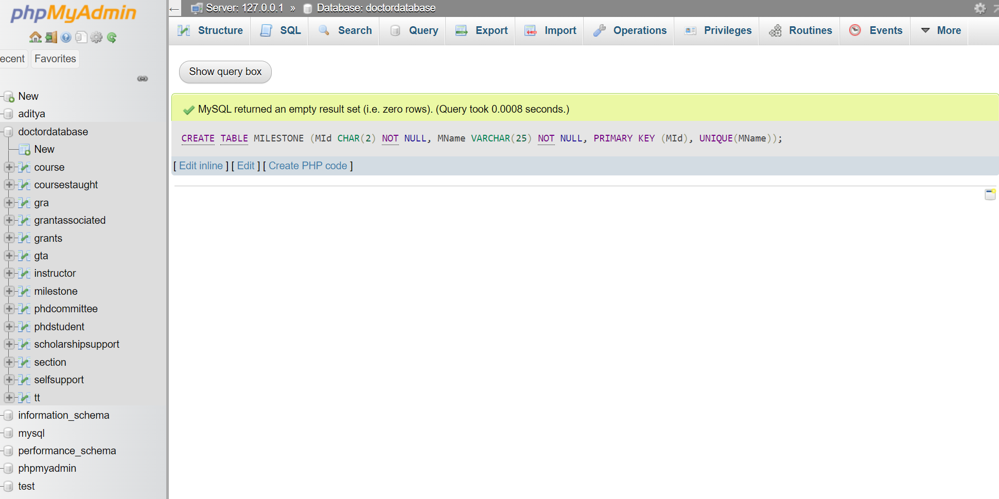 phpMyAdmin
ecent Favorites
New
aditya
doctordatabase
New
course
coursestaught
gra
grantassociated
grants
gta
instructor
milestone
phdcommittee
phdstudent
scholarshipsupport
section
selfsupport
tt
information_schema
mysql
performance_schema
phpmyadmin
test
Server: 127.0.0.1 » Database: doctordatabase
Structure SQL Search Query Export Import Operations Privileges Routines Events More
Show query box
MySQL returned an empty result set (i.e. zero rows). (Query took 0.0008 seconds.)
CREATE TABLE MILESTONE (MId CHAR(2) NOT NULL, MName VARCHAR(25) NOT NULL, PRIMARY KEY (MId), UNIQUE(MName));
[ Edit inline ] [ Edit ] [ Create PHP code ]